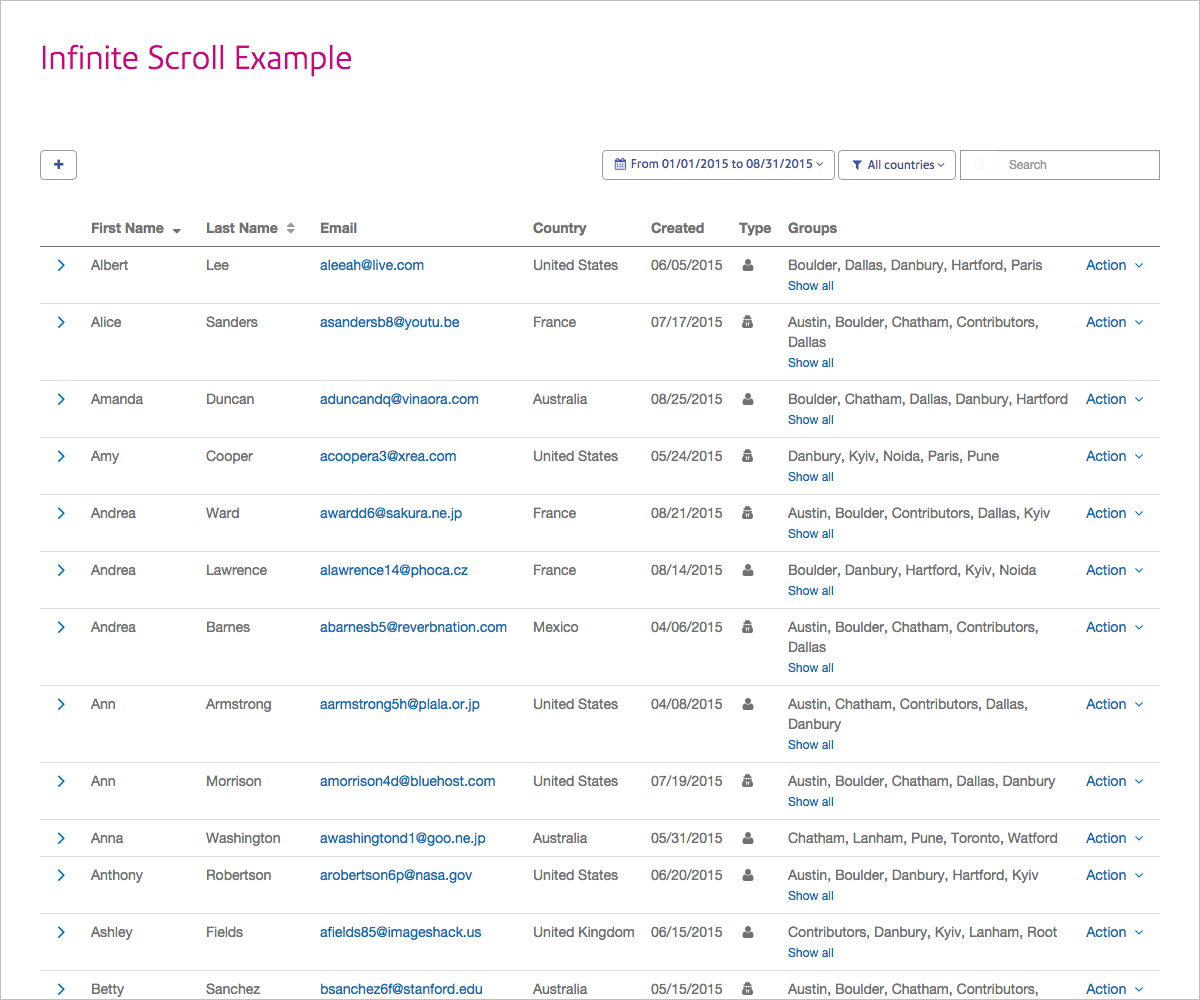 Infinite Scroll Example
+ From 01/01/2015 to 08/31/2015 All countries Search
First Name Last Name Email Country Created Type Groups
Albert Lee aleeah@live.com United States 06/05/2015 Boulder, Dallas, Danbury, Hartford, Paris Action
Show all
Alice Sanders asandersb8@youtu.be France 07/17/2015 Austin, Boulder, Chatham, Contributors, Action
Dallas
Show all
Amanda Duncan aduncandq@vinaora.com Australia 08/25/2015 Boulder, Chatham, Dallas, Danbury, Hartford Action
Show all
Amy Cooper acoopera3@xrea.com United States 05/24/2015 Danbury, Kyiv, Noida, Paris, Pune Action
Show all
Andrea Ward awardd6@sakura.ne.jp France 08/21/2015 Austin, Boulder, Contributors, Dallas, Kyiv Action
Show all
Andrea Lawrence alawrence14@phoca.cz France 08/14/2015 Boulder, Danbury, Hartford, Kyiv, Noida Action
Show all
Andrea Barnes abarnesb5@reverbnation.com Mexico 04/06/2015 Austin, Boulder, Chatham, Contributors, Action
Dallas
Show all
Ann Armstrong aarmstrong5h@plala.or.jp United States 04/08/2015 Austin, Chatham, Contributors, Dallas, Action
Danbury
Show all
Ann Morrison amorrison4d@bluehost.com United States 07/19/2015 Austin, Boulder, Chatham, Dallas, Danbury Action
Show all
Anna Washington awashingtond1@goo.ne.jp Australia 05/31/2015 Chatham, Lanham, Pune, Toronto, Watford Action
Anthony Robertson arobertson6p@nasa.gov United States 06/20/2015 Austin, Boulder, Danbury, Hartford, Kyiv Action
Show all
Ashley Fields afields85@imageshack.us United Kingdom 06/15/2015 Contributors, Danbury, Kyiv, Lanham, Root Action
Show all
Betty Sanchez bsanchez6f@stanford.edu Australia 05/15/2015 Austin, Boulder, Chatham, Contributors, Action